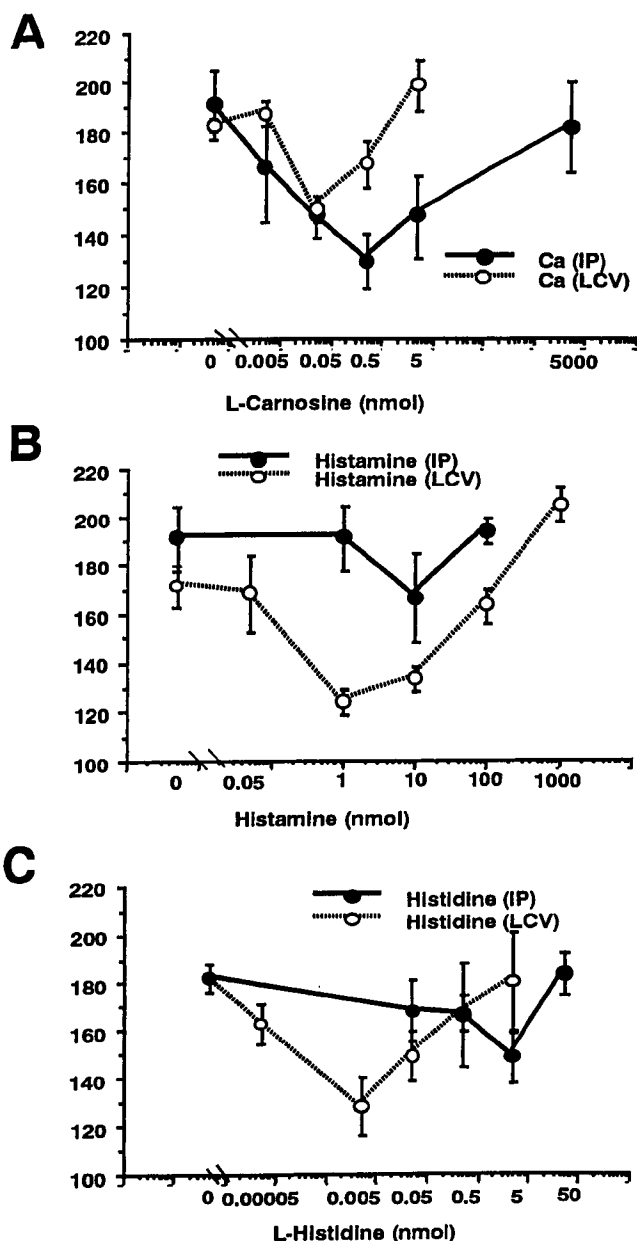 A
220
200
180
160
140
120
100
Ca (IP)
Ca (LCV)
0 0.005 0.05 0.5 5 5000
L-Carnosine (nmol)
B
Histamine (IP)
Histamine (LCV)
220
200
180
160
140
120
100
0 0.05 1 10 100 1000
Histamine (nmol)
C
Histidine (IP)
Histidine (LCV)
220
200
180
160
140
120
100
0 0.00005 0.005 0.05 0.5 5 50
L-Histidine (nmol)